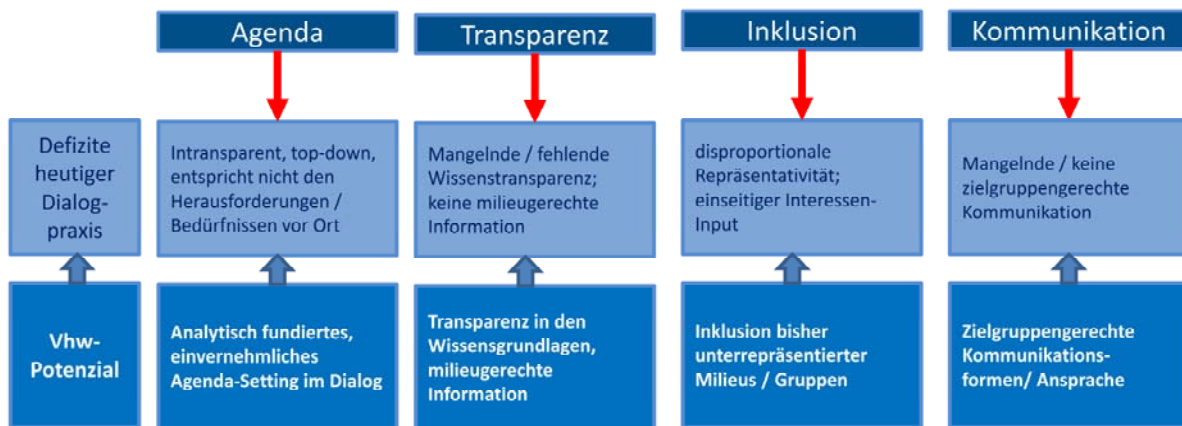 Agenda
Transparenz
Inklusion
Kommunikation
Defizite
heutiger
Dialog-
praxis
Intransparent, top-down,
entspricht nicht den
Herausforderungen /
Bedürfnissen vor Ort
Mangelnde / fehlende
Wissenstransparenz;
keine milieugerechte
Information
disproportionale
Repräsentativität;
einseitiger Interessen-
Input
Mangelnde / keine
zielgruppengerechte
Kommunikation
Vhw-
Potenzial
Analytisch fundiertes,
einvernehmliches
Agenda-Setting im Dialog
Transparenz in den
Wissensgrundlagen,
milieugerechte
Information
Inklusion bisher
unterrepräsentierter
Milieus / Gruppen
Zielgruppengerechte
Kommunikations-
formen/ Ansprache